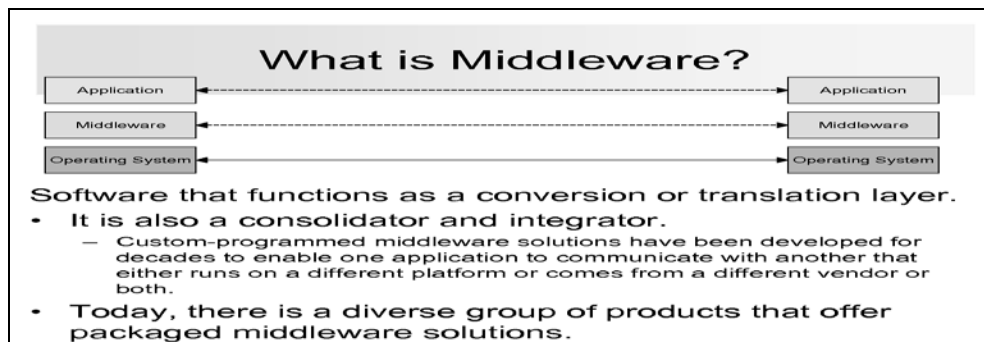 What is Middleware?
Application Application
Middleware Middleware
Operating System Operating System
Software that functions as a conversion or translation layer.
• It is also a consolidator and integrator.
– Custom-programmed middleware solutions have been developed for
decades to enable one application to communicate with another that
either runs on a different platform or comes from a different vendor or
both.
• Today, there is a diverse group of products that offer
packaged middleware solutions.